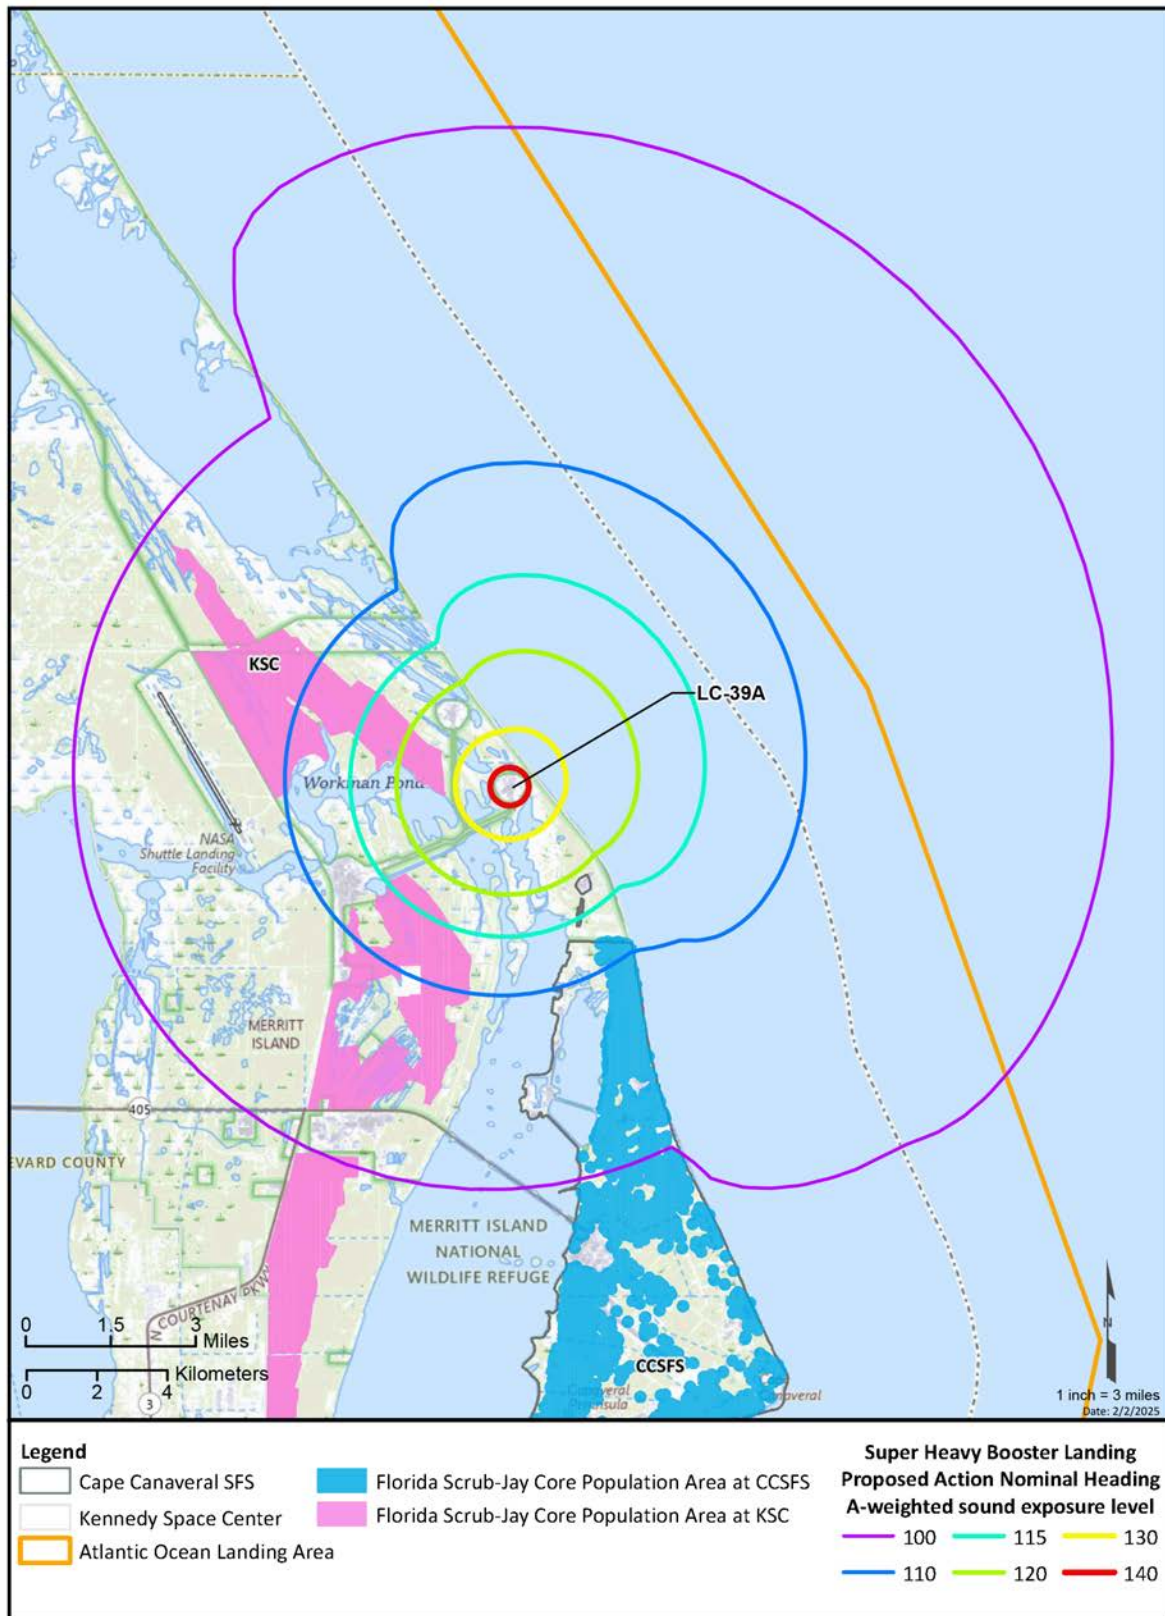 KSC
LC-39A
Workman Pond
NASA
Shuttle Landing
Facility
MERRITT
ISLAND
405
EVARD COUNTY
MERRITT ISLAND
NATIONAL
WILDLIFE REFUGE
N COURTENAY PKWY
0 1.5 3
Miles
Kilometers
0 2 4
3
CCSFS
Canaveral
Peninsula
Canaveral
N
1 inch = 3 miles
Date: 2/2/2025
Legend
Cape Canaveral SFS
Kennedy Space Center
Atlantic Ocean Landing Area
Florida Scrub-Jay Core Population Area at CCSFS
Florida Scrub-Jay Core Population Area at KSC
Super Heavy Booster Landing
Proposed Action Nominal Heading
A-weighted sound exposure level
100 115 130
110 120 140